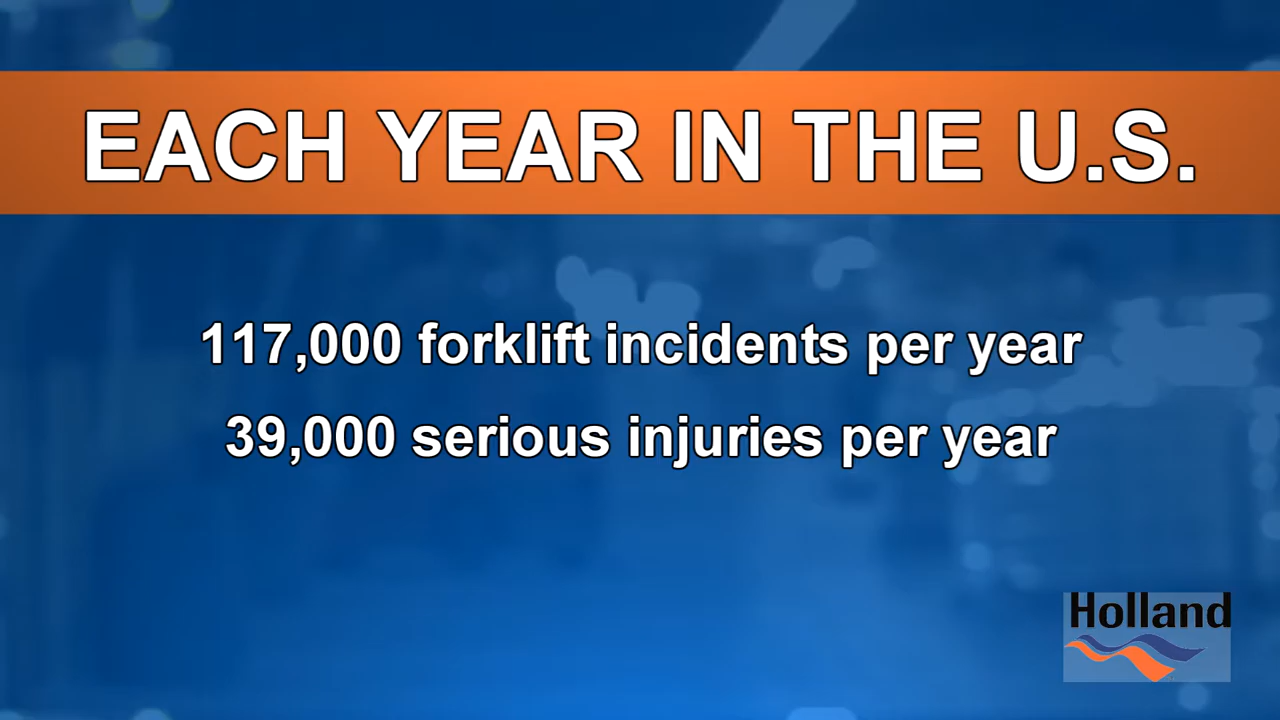 EACH YEAR IN THE U.S.
117,000 forklift incidents per year
39,000 serious injuries per year
Holland